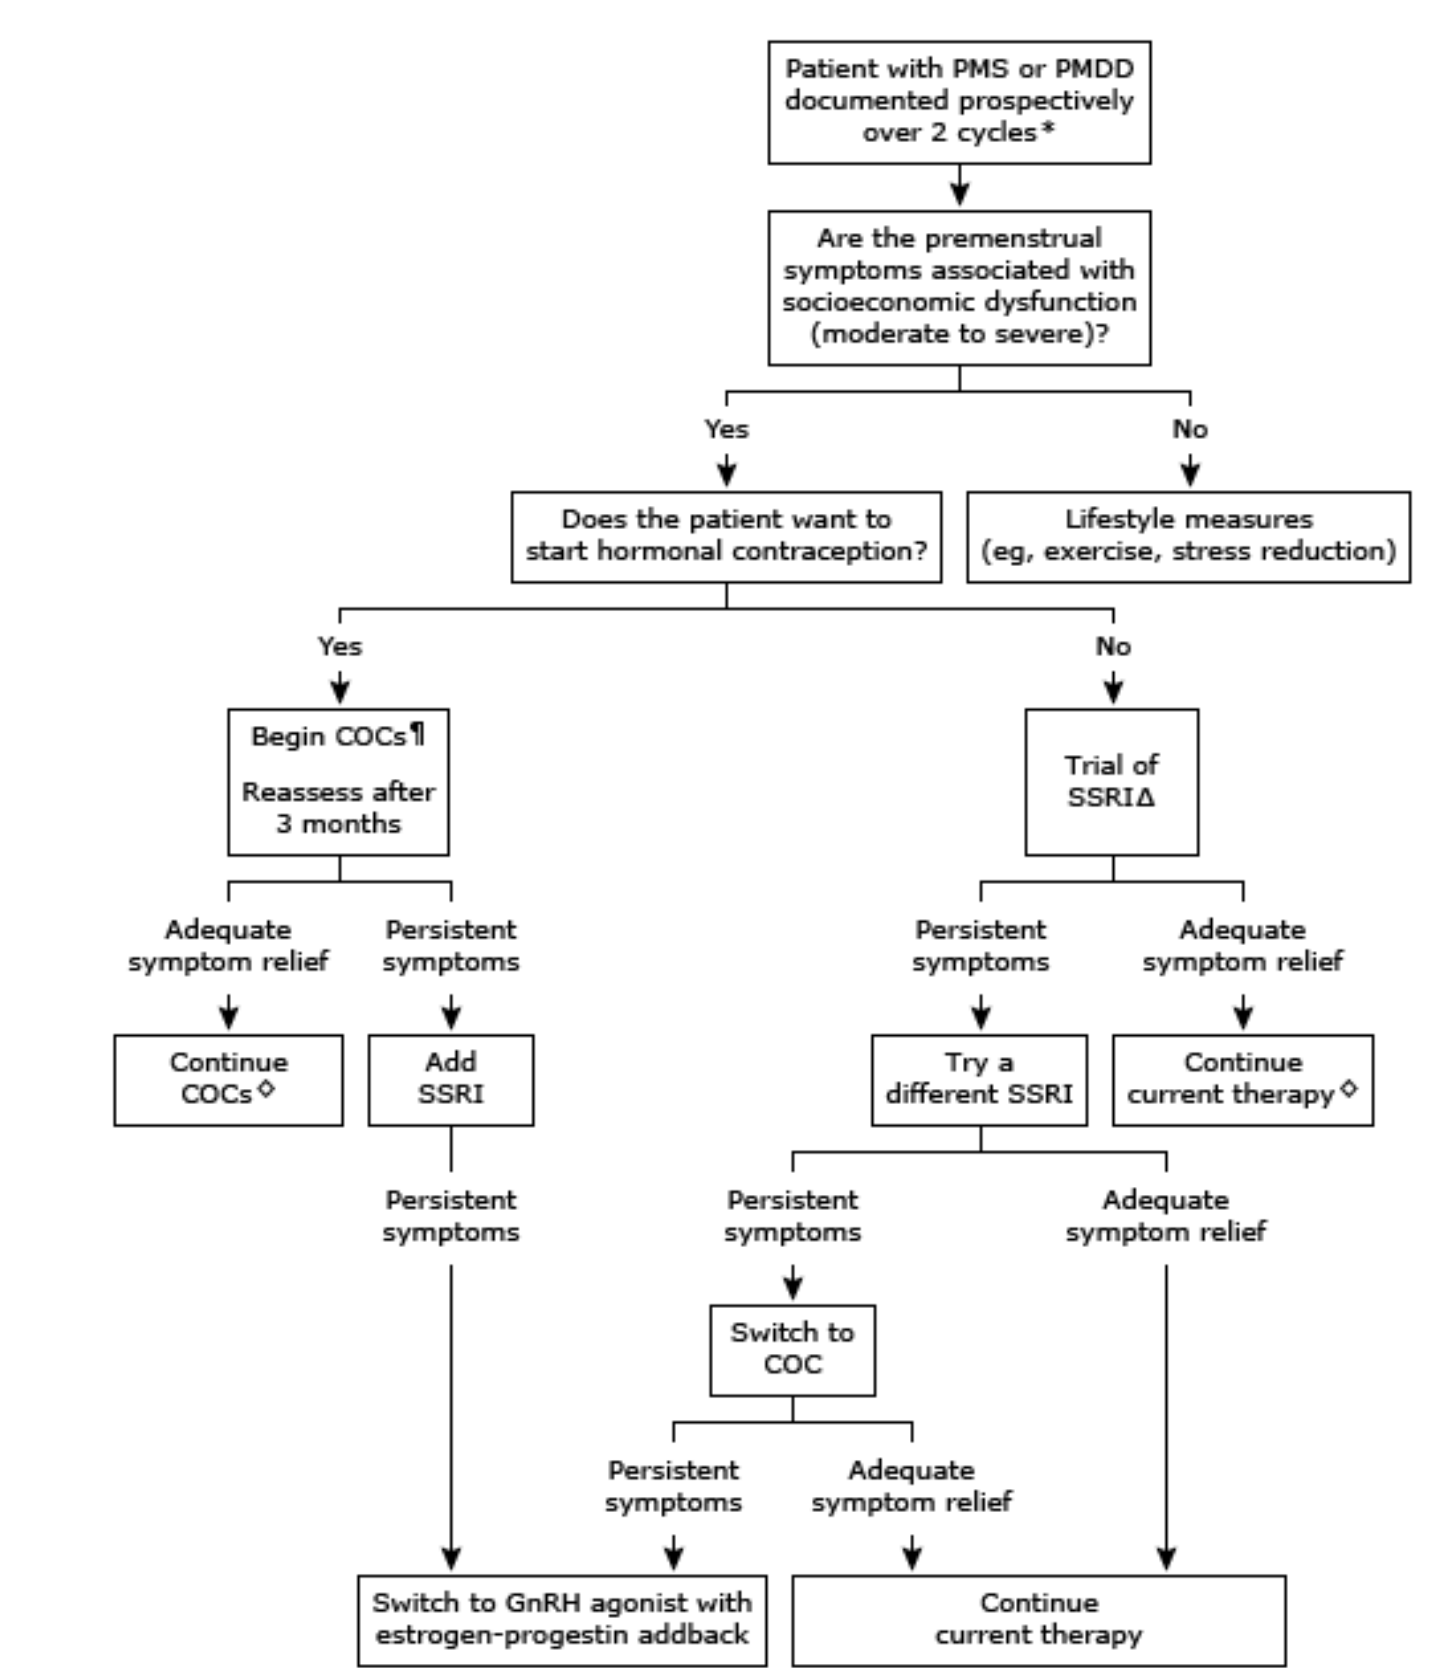 Patient with PMS or PMDD
documented prospectively
over 2 cycles*
Are the premenstrual
symptoms associated with
socioeconomic dysfunction
(moderate to severe)?
Yes
No
Does the patient want to
start hormonal contraception?
Lifestyle measures
(eg, exercise, stress reduction)
Yes
No
Begin COCs¶
Reassess after
3 months
Trial of
SSRIΔ
Adequate
symptom relief
Persistent
symptoms
Persistent
symptoms
Adequate
symptom relief
Continue
COCs◇
Add
SSRI
Try a
different SSRI
Continue
current therapy◇
Persistent
symptoms
Persistent
symptoms
Adequate
symptom relief
Switch to
COC
Persistent
symptoms
Adequate
symptom relief
Switch to GnRH agonist with
estrogen-progestin addback
Continue
current therapy